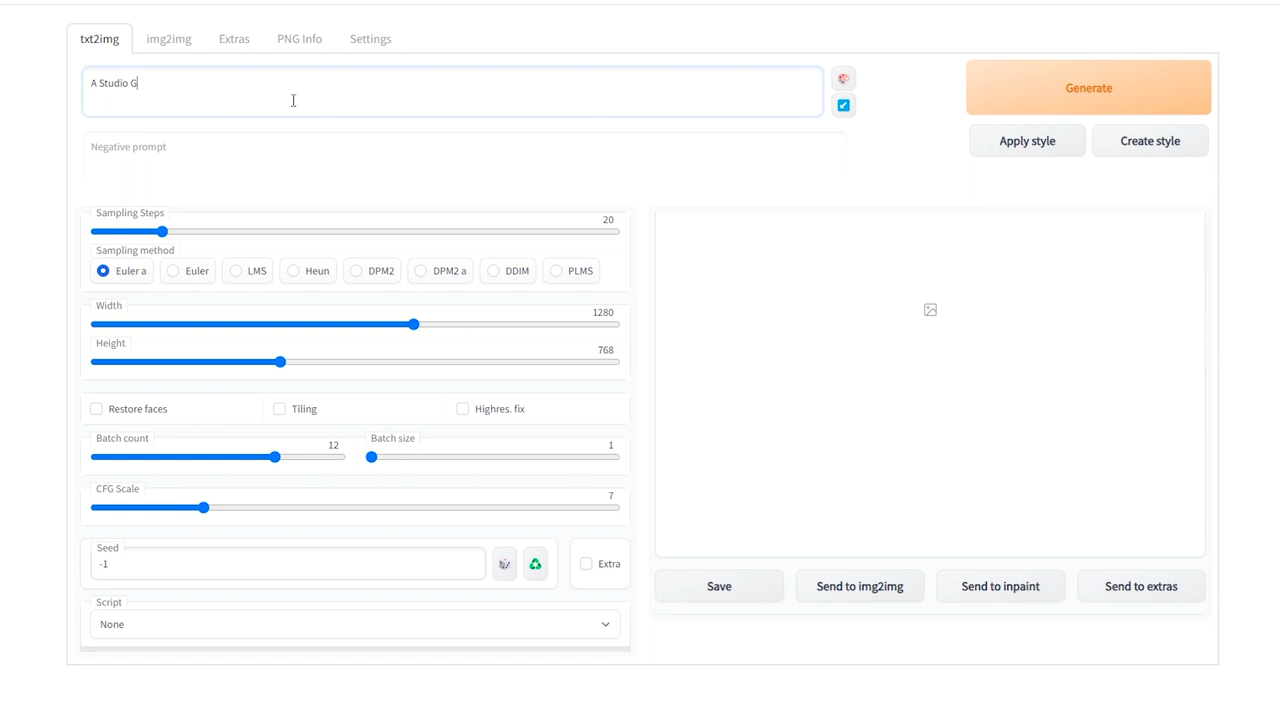 txt2img img2img Extras PNG Info Settings
A Studio G
Generate
Negative prompt
Apply style Create style
Sampling Steps 20
Sampling method
Euler a Euler LMS Heun DPM2 DPM2 a DDIM PLMS
Width 1280
Height 768
Restore faces Tiling Highres. fix
Batch count 12 Batch size 1
CFG Scale 7
Seed
-1 Extra
Save Send to img2img Send to inpaint Send to extras
Script
None